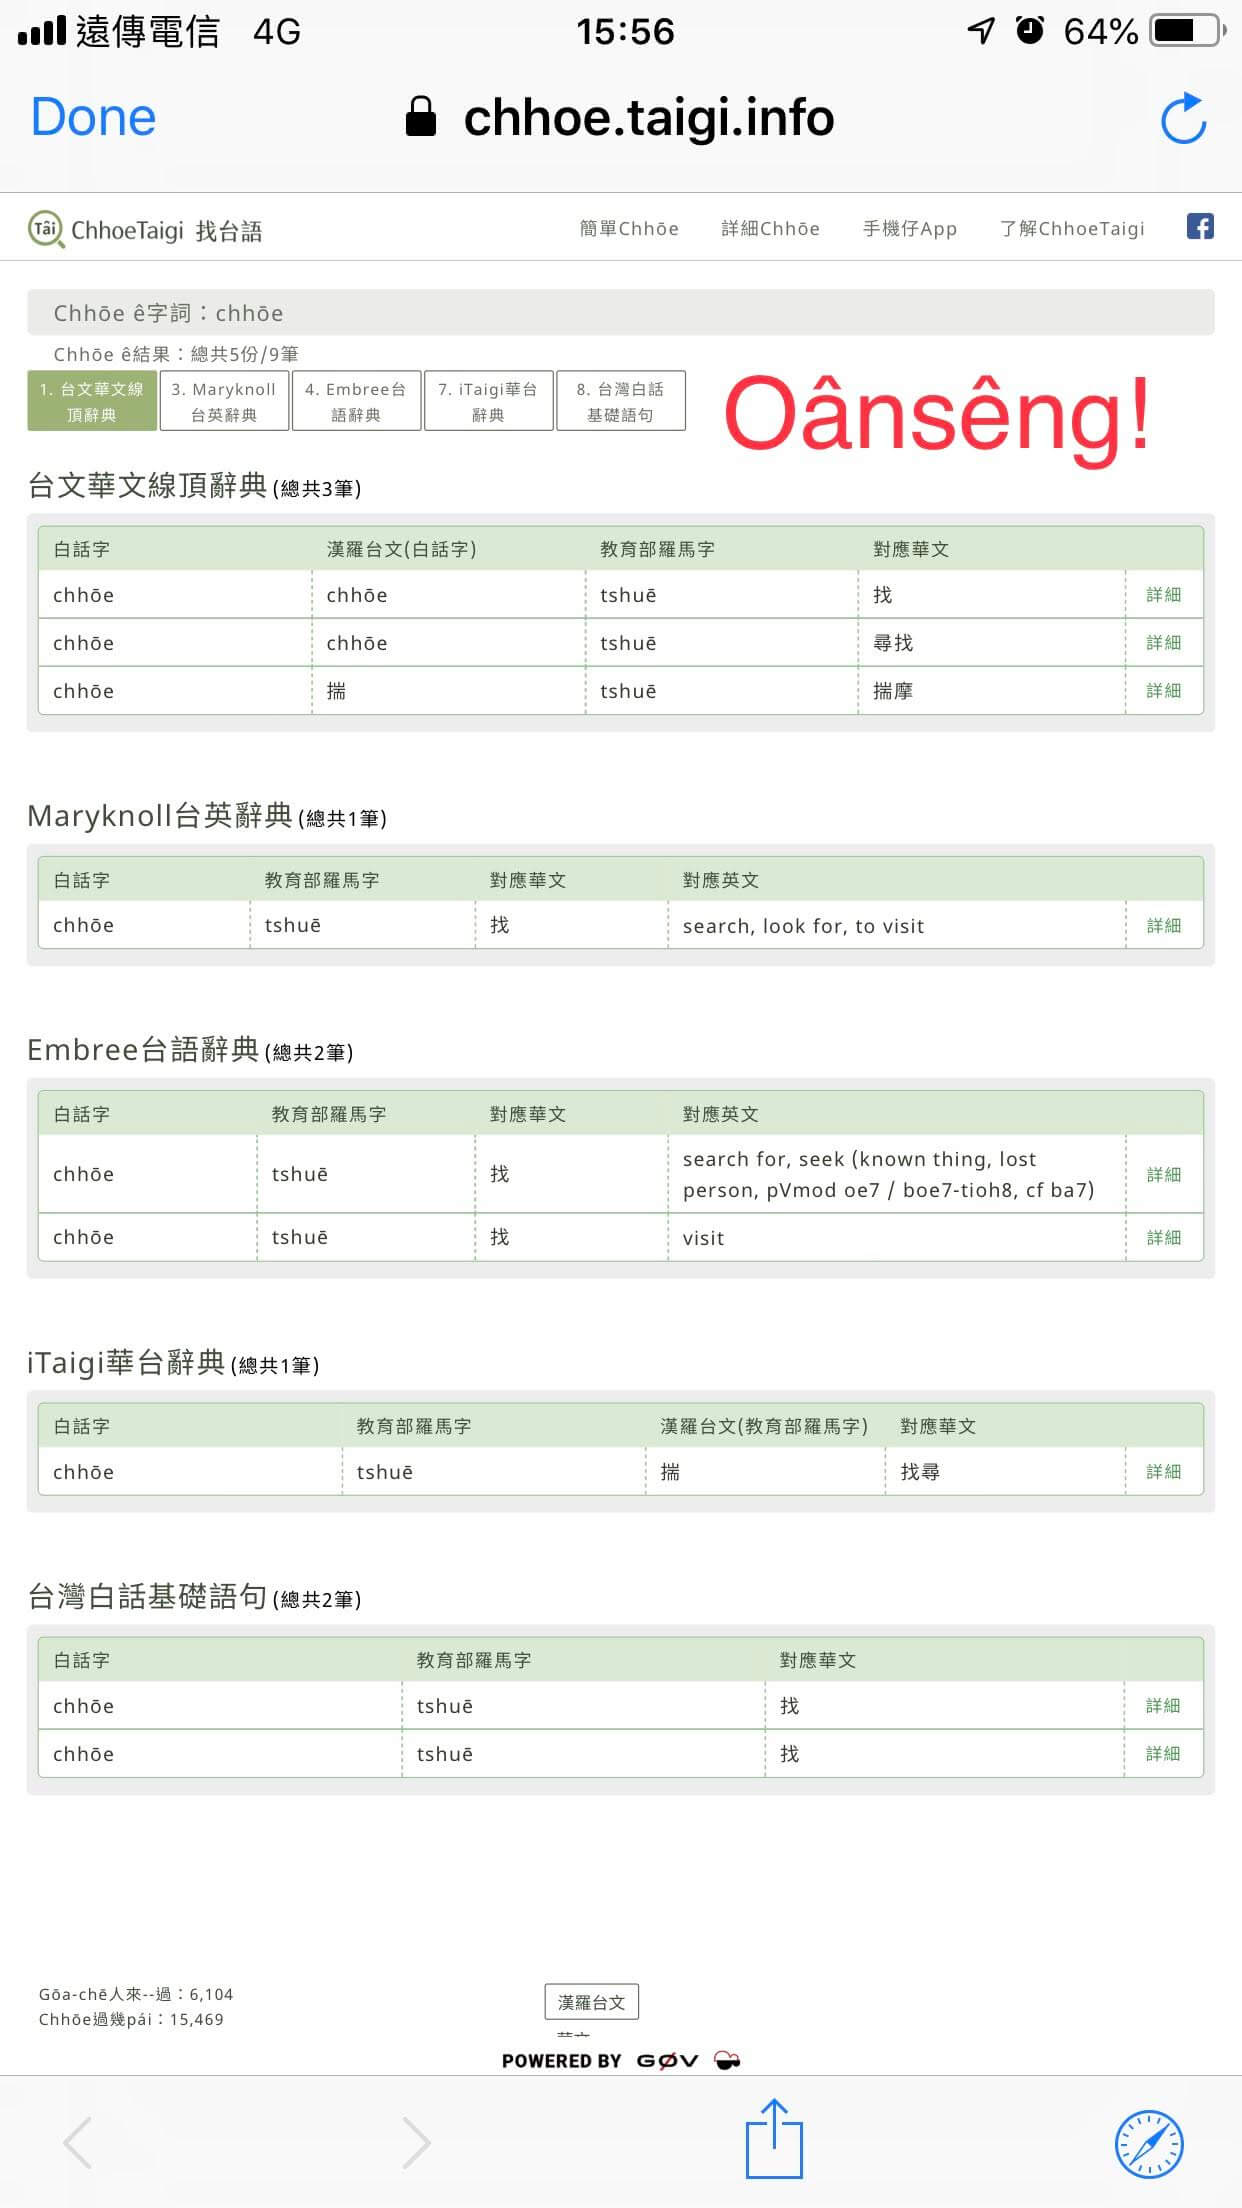 遠傳電信 4G 15:56 64%
Done chhoe.taigi.info
Tâi ChhoeTaigi 找台語 簡單Chhōe 詳細Chhōe 手機仔App 了解ChhoeTaigi
Chhōe ê字詞：chhōe
Chhōe ê結果：總共5份/9筆
1. 台文華文線頂辭典 3. Maryknoll台英辭典 4. Embree台語辭典 7. iTaigi華台辭典 8. 台灣白話基礎語句
Oânsêng!
台文華文線頂辭典 (總共3筆)
白話字 漢羅台文(白話字) 教育部羅馬字 對應華文
chhōe chhōe tshuē 找 詳細
chhōe chhōe tshuē 尋找 詳細
chhōe 揣 tshuē 揣摩 詳細
Maryknoll台英辭典 (總共1筆)
白話字 教育部羅馬字 對應華文 對應英文
chhōe tshuē 找 search, look for, to visit 詳細
Embree台語辭典 (總共2筆)
白話字 教育部羅馬字 對應華文 對應英文
chhōe tshuē 找 search for, seek (known thing, lost person, pVmod oe7 / boe7-tioh8, cf ba7) 詳細
chhōe tshuē 找 visit 詳細
iTaigi華台辭典 (總共1筆)
白話字 教育部羅馬字 漢羅台文(教育部羅馬字) 對應華文
chhōe tshuē 揣 找尋 詳細
台灣白話基礎語句 (總共2筆)
白話字 教育部羅馬字 對應華文
chhōe tshuē 找 詳細
chhōe tshuē 找 詳細
Gōa-chē人來--過：6,104
Chhōe過幾pái：15,469
漢羅台文
POWERED BY GØV